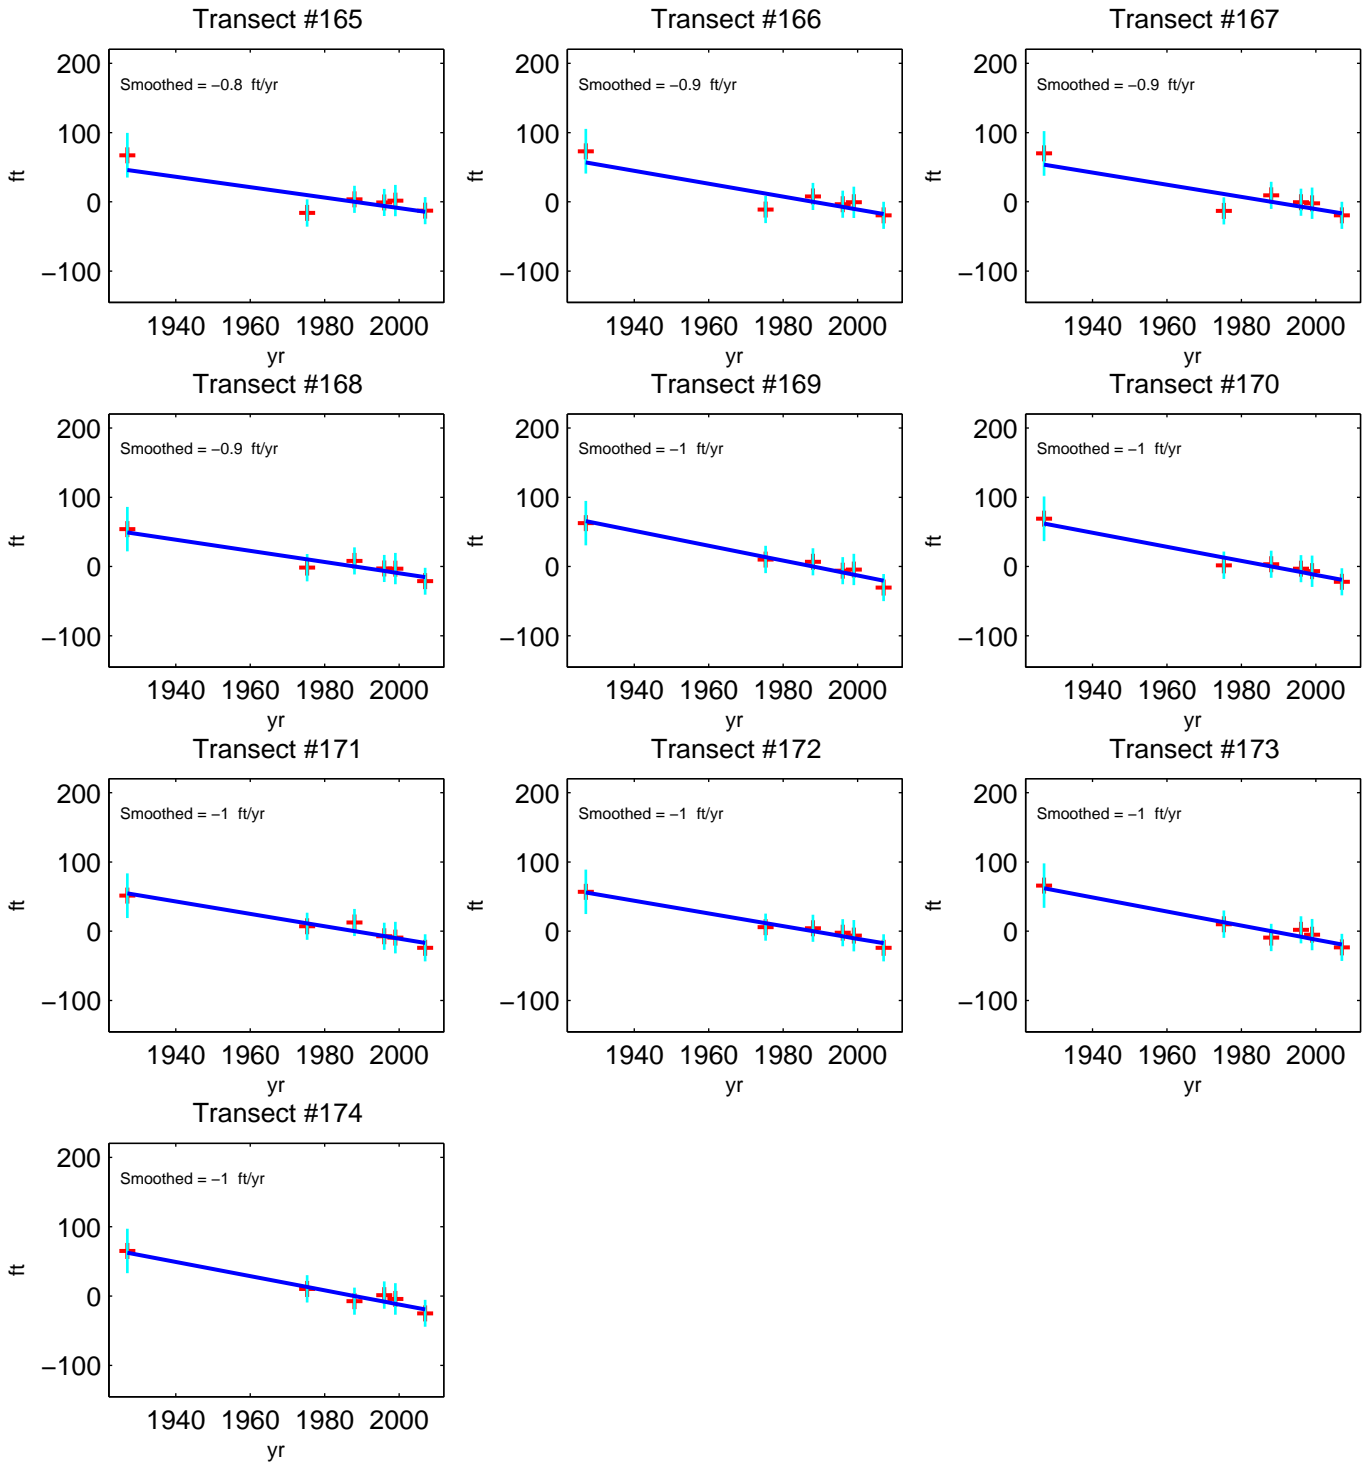 Transect #165
200
100
0
−100
ft
Smoothed = −0.8 ft/yr
1940 1960 1980 2000
yr
Transect #166
200
100
0
−100
ft
Smoothed = −0.9 ft/yr
1940 1960 1980 2000
yr
Transect #167
200
100
0
−100
ft
Smoothed = −0.9 ft/yr
1940 1960 1980 2000
yr
Transect #168
200
100
0
−100
ft
Smoothed = −0.9 ft/yr
1940 1960 1980 2000
yr
Transect #169
200
100
0
−100
ft
Smoothed = −1 ft/yr
1940 1960 1980 2000
yr
Transect #170
200
100
0
−100
ft
Smoothed = −1 ft/yr
1940 1960 1980 2000
yr
Transect #171
200
100
0
−100
ft
Smoothed = −1 ft/yr
1940 1960 1980 2000
yr
Transect #172
200
100
0
−100
ft
Smoothed = −1 ft/yr
1940 1960 1980 2000
yr
Transect #173
200
100
0
−100
ft
Smoothed = −1 ft/yr
1940 1960 1980 2000
yr
Transect #174
200
100
0
−100
ft
Smoothed = −1 ft/yr
1940 1960 1980 2000
yr